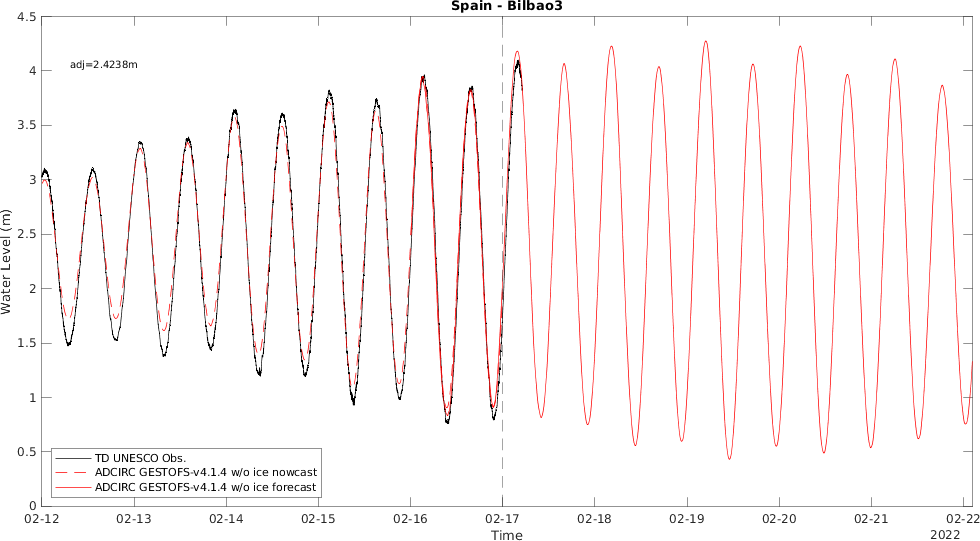 Spain - Bilbao3
4.5
adj=2.4238m
4
3.5
3
2.5
2
1.5
1
0.5
0
Water Level (m)
TD UNESCO Obs.
ADCIRC GESTOFS-v4.1.4 w/o ice nowcast
ADCIRC GESTOFS-v4.1.4 w/o ice forecast
02-12 02-13 02-14 02-15 02-16 02-17 02-18 02-19 02-20 02-21 02-22
Time
2022